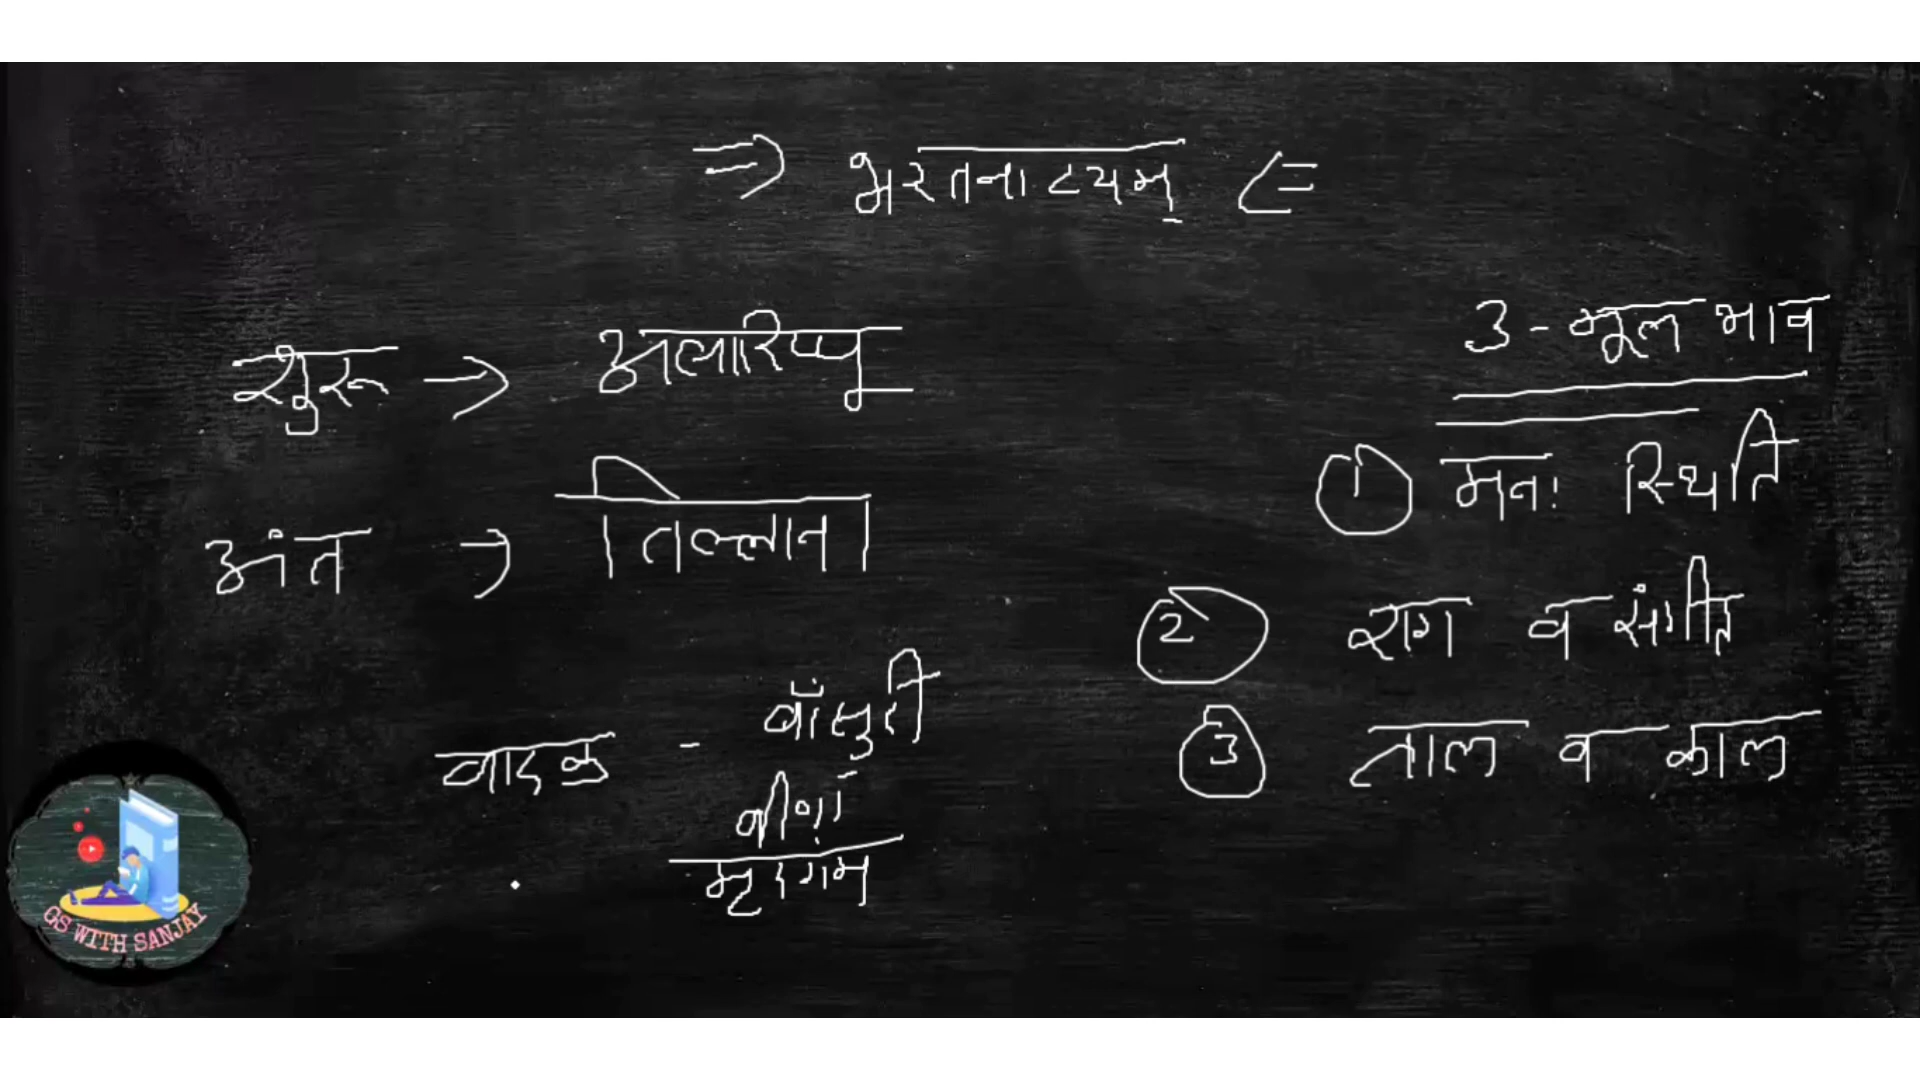 ⇒ भरतनाट्यम् ⇐
शुरू → अलारिप्पू
अंत → तिल्लाना
वादक - बाँसुरी
वीणा
मृदंगम
3 - मूल भाव
1 मनः स्थिति
2 राग व संगीत
3 ताल व काल
GS WITH SANJAY